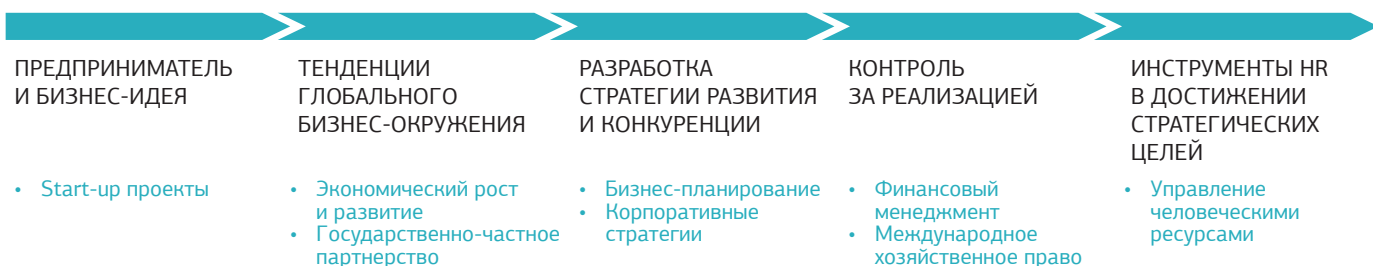 ПРЕДПРИНИМАТЕЛЬ
И БИЗНЕС-ИДЕЯ
• Start-up проекты
ТЕНДЕНЦИИ
ГЛОБАЛЬНОГО
БИЗНЕС-ОКРУЖЕНИЯ
• Экономический рост
и развитие
• Государственно-частное
партнерство
РАЗРАБОТКА
СТРАТЕГИИ РАЗВИТИЯ
И КОНКУРЕНЦИИ
• Бизнес-планирование
• Корпоративные
стратегии
КОНТРОЛЬ
ЗА РЕАЛИЗАЦИЕЙ
• Финансовый
менеджмент
• Международное
хозяйственное право
ИНСТРУМЕНТЫ HR
В ДОСТИЖЕНИИ
СТРАТЕГИЧЕСКИХ
ЦЕЛЕЙ
• Управление
человеческими
ресурсами